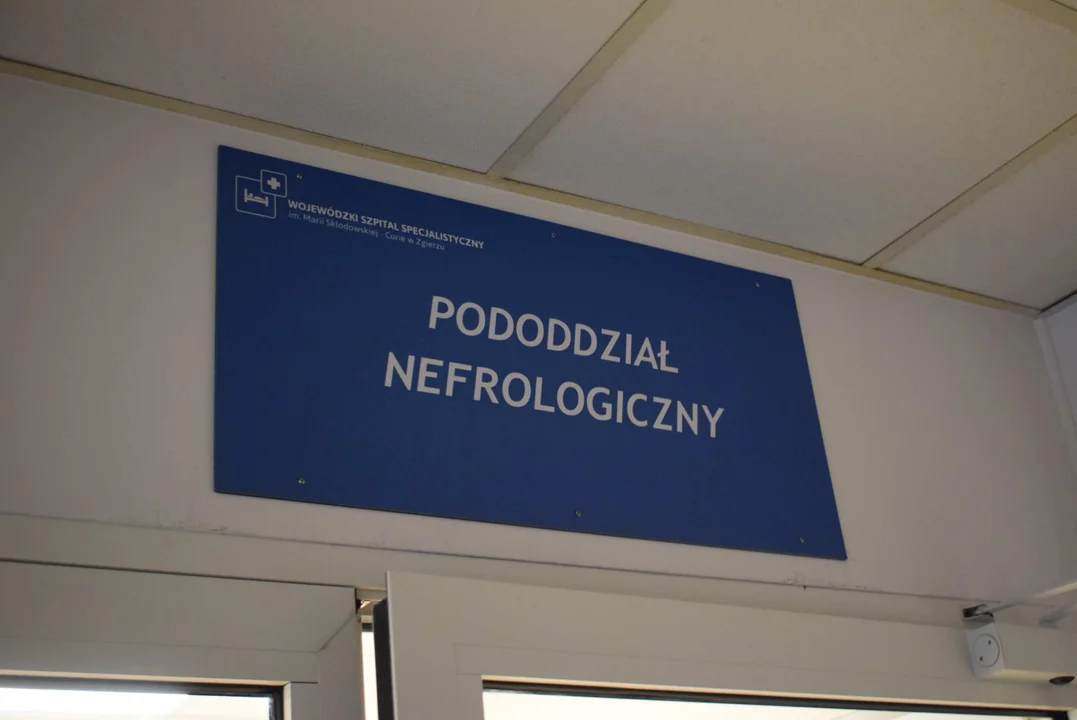 WOJEWÓDZKI SZPITAL SPECJALISTYCZNY
im. Marii Skłodowskiej - Curie w Zgierzu
PODODDZIAŁ
NEFROLOGICZNY